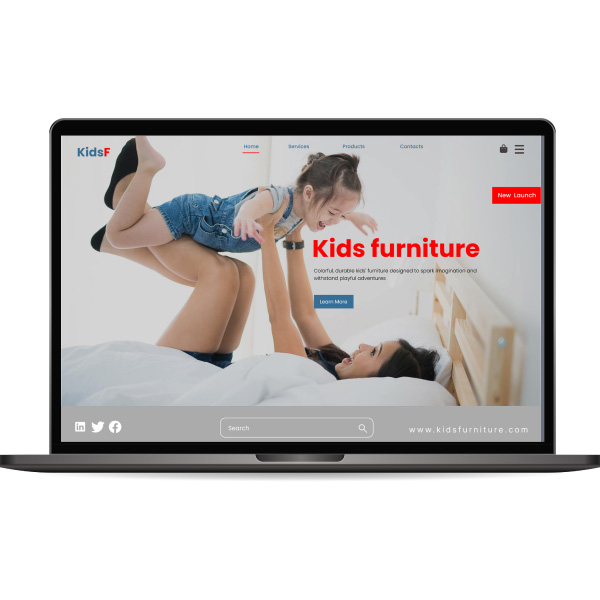 KidsF
Home
Services
Products
Contacts
New Launch
Kids furniture
Colorful, durable kids' furniture designed to spark imagination and
withstand playful adventures
Learn More
Search
www.kidsfurniture.com